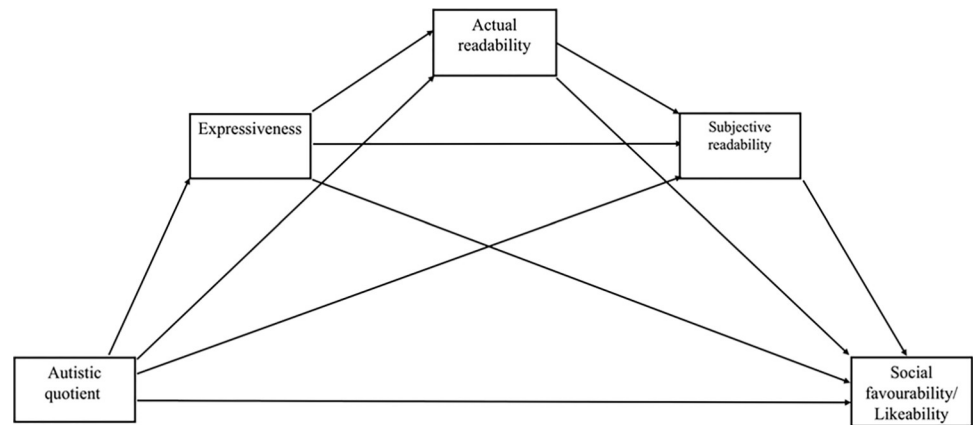 Actual
readability
Expressiveness
Subjective
readability
Autistic
quotient
Social
favourability/
Likeability